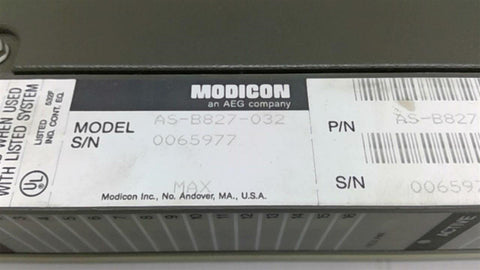 WHEN USED
WITH LISTED SYSTEM
UL
LISTED
IND. CONT. EQ.
MODICON
an AEG company
MODEL AS-B827-032
S/N 0065977
MAX
Modicon Inc., No. Andover, MA., U.S.A.
P/N AS-B827
S/N 006597
ACTIVE